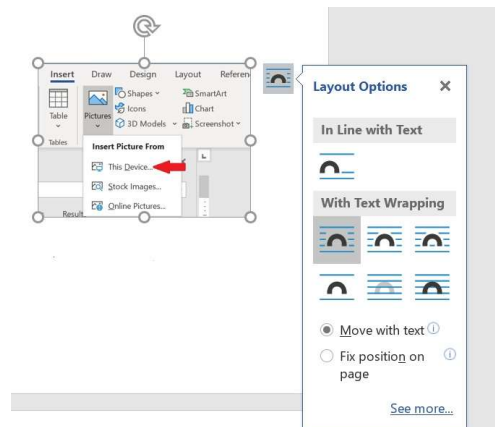 Insert Draw Design Layout Referen
Table
Pictures
Shapes
Icons
3D Models
SmartArt
Chart
Screenshot
Tables
Insert Picture From
This Device...
Stock Images...
Online Pictures...
Result
Layout Options
In Line with Text
With Text Wrapping
Move with text
Fix position on
page
See more...